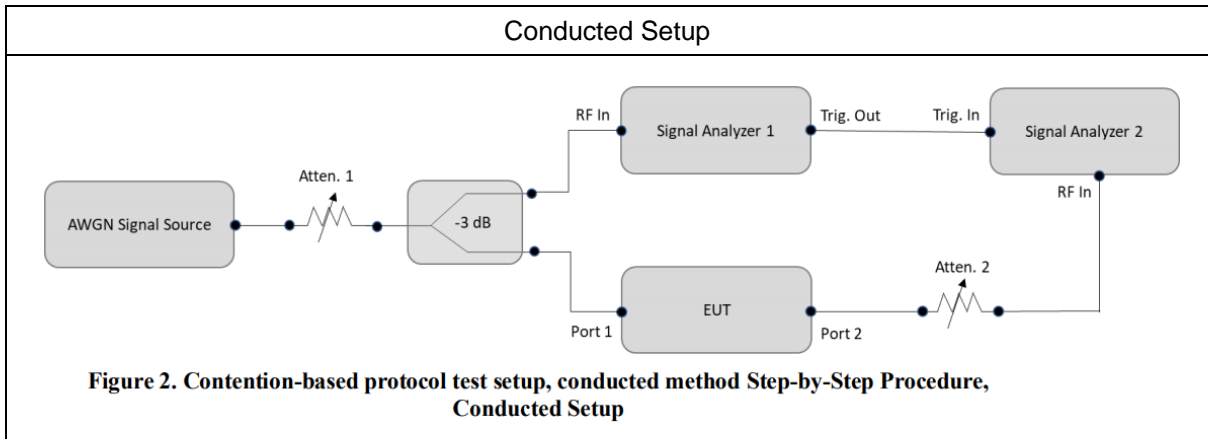 Conducted Setup
RF In
Signal Analyzer 1
Trig. Out
Trig. In
Signal Analyzer 2
RF In
Atten. 1
AWGN Signal Source
-3 dB
Atten. 2
EUT
Port 1
Port 2
Figure 2. Contention-based protocol test setup, conducted method Step-by-Step Procedure,
Conducted Setup